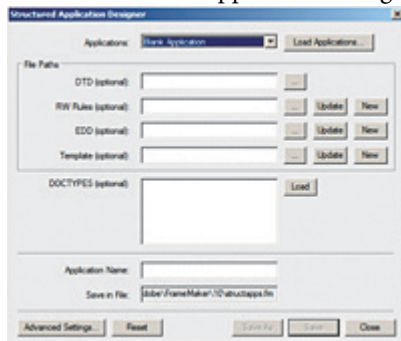 Structured Application Designer
Applications: Blank Application Load Applications...
File Paths
DTD (optional): ...
RW Rules (optional): ... Update New
EDD (optional): ... Update New
Template (optional): ... Update New
DOCTYPES (optional): Load
Application Name:
Save in File: dobe\FrameMaker\10\structapps.fm
Advanced Settings... Reset Save As Save Close